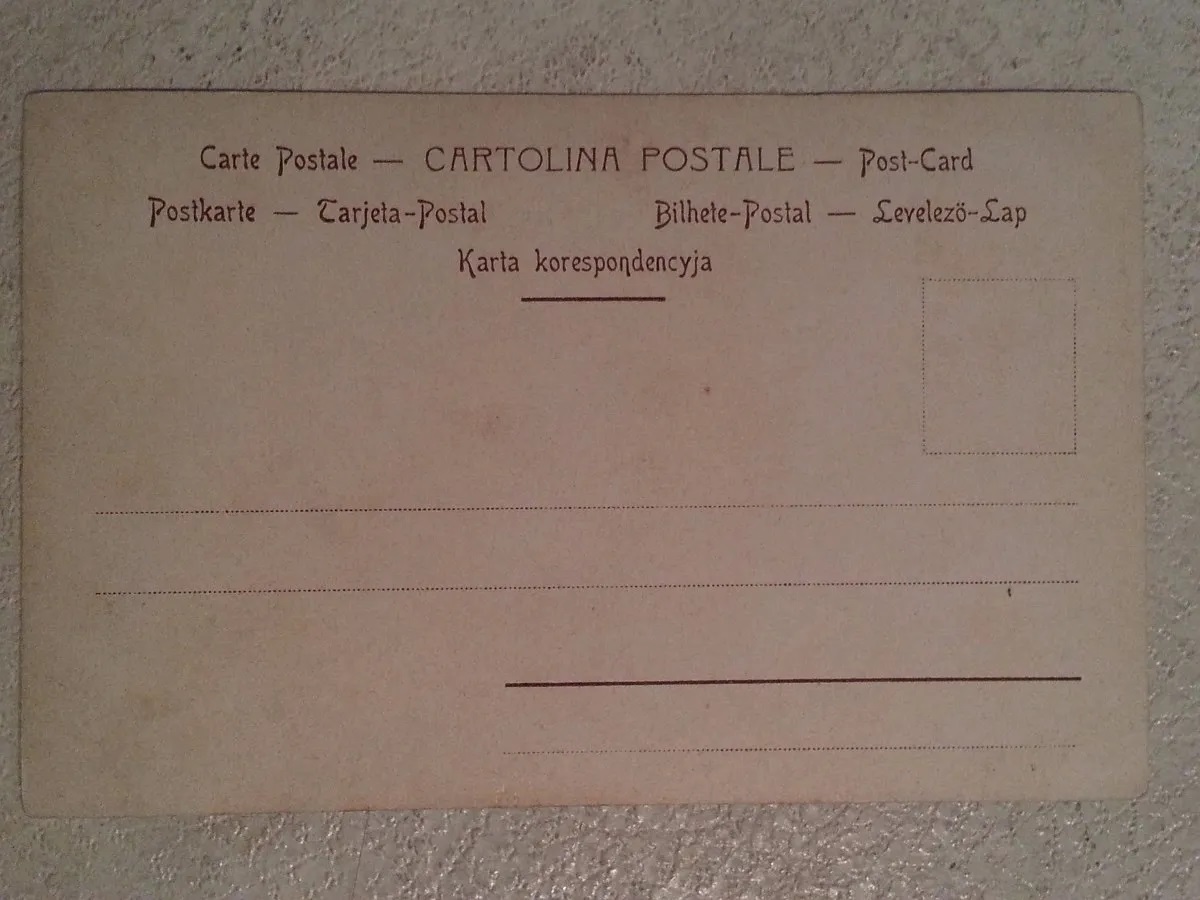 Carte Postale — CARTOLINA POSTALE — Post-Card
Postkarte — Tarjeta-Postal Bilhete-Postal — Levelezö-Lap
Karta korespondencyja